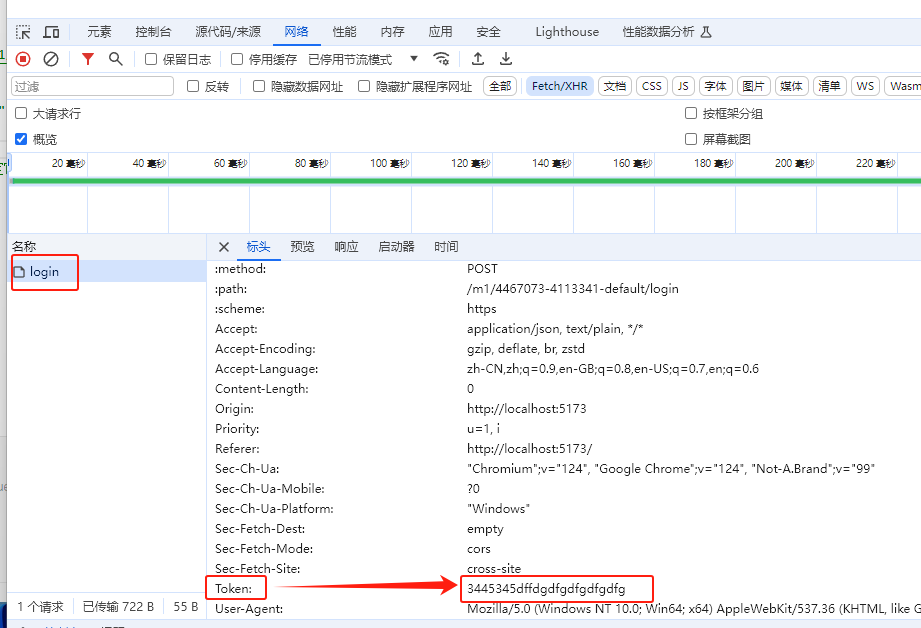 元素 控制台 源代码/来源 网络 性能 内存 应用 安全 Lighthouse 性能数据分析
保留日志 停用缓存 已停用节流模式
过滤 反转 隐藏数据网址 隐藏扩展程序网址 全部 Fetch/XHR 文档 CSS JS 字体 图片 媒体 清单 WS Wasm
大请求行 按框架分组
概览 屏幕截图
20 毫秒 40 毫秒 60 毫秒 80 毫秒 100 毫秒 120 毫秒 140 毫秒 160 毫秒 180 毫秒 200 毫秒 220 毫秒
名称 标头 预览 响应 启动器 时间
login
:method: POST
:path: /m1/4467073-4113341-default/login
:scheme: https
Accept: application/json, text/plain, */*
Accept-Encoding: gzip, deflate, br, zstd
Accept-Language: zh-CN,zh;q=0.9,en-GB;q=0.8,en-US;q=0.7,en;q=0.6
Content-Length: 0
Origin: http://localhost:5173
Priority: u=1, i
Referer: http://localhost:5173/
Sec-Ch-Ua: "Chromium";v="124", "Google Chrome";v="124", "Not-A.Brand";v="99"
Sec-Ch-Ua-Mobile: ?0
Sec-Ch-Ua-Platform: "Windows"
Sec-Fetch-Dest: empty
Sec-Fetch-Mode: cors
Sec-Fetch-Site: cross-site
Token: 3445345dffdgdfgdfgdfgdfg
User-Agent: Mozilla/5.0 (Windows NT 10.0; Win64; x64) AppleWebKit/537.36 (KHTML, like G
1 个请求 已传输 722 B 55 B